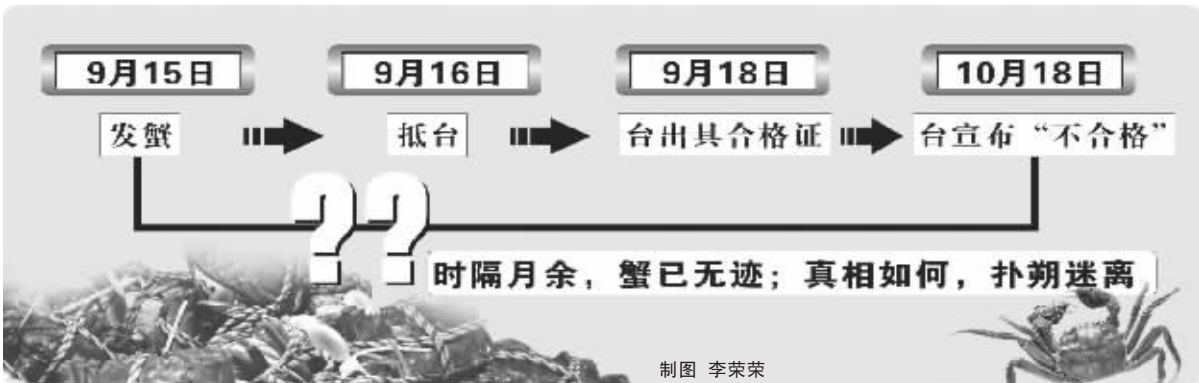 9月15日 9月16日 9月18日 10月18日
发蟹 抵台 台出具合格证 台宣布“不合格”
??
时隔月余，蟹已无迹；真相如何，扑朔迷离
制图 李荣荣